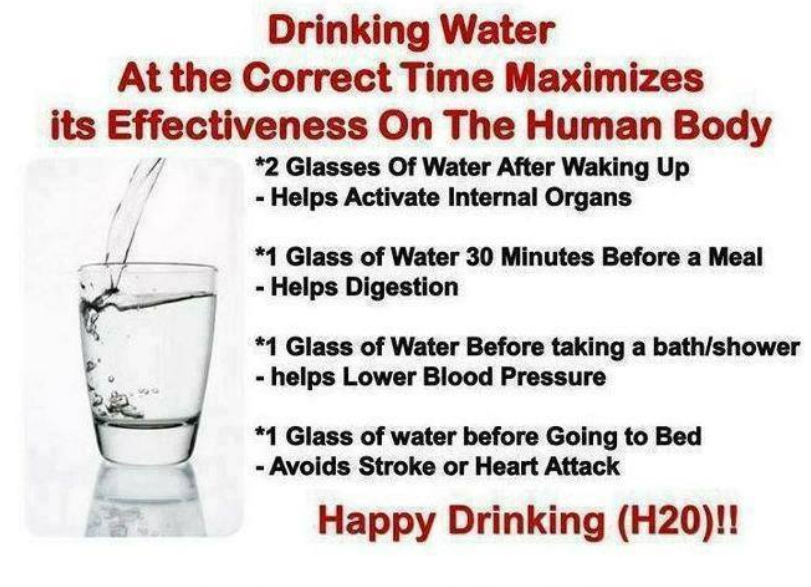 Drinking Water
At the Correct Time Maximizes
its Effectiveness On The Human Body
*2 Glasses Of Water After Waking Up
- Helps Activate Internal Organs
*1 Glass of Water 30 Minutes Before a Meal
- Helps Digestion
*1 Glass of Water Before taking a bath/shower
- helps Lower Blood Pressure
*1 Glass of water before Going to Bed
- Avoids Stroke or Heart Attack
Happy Drinking (H20)!!